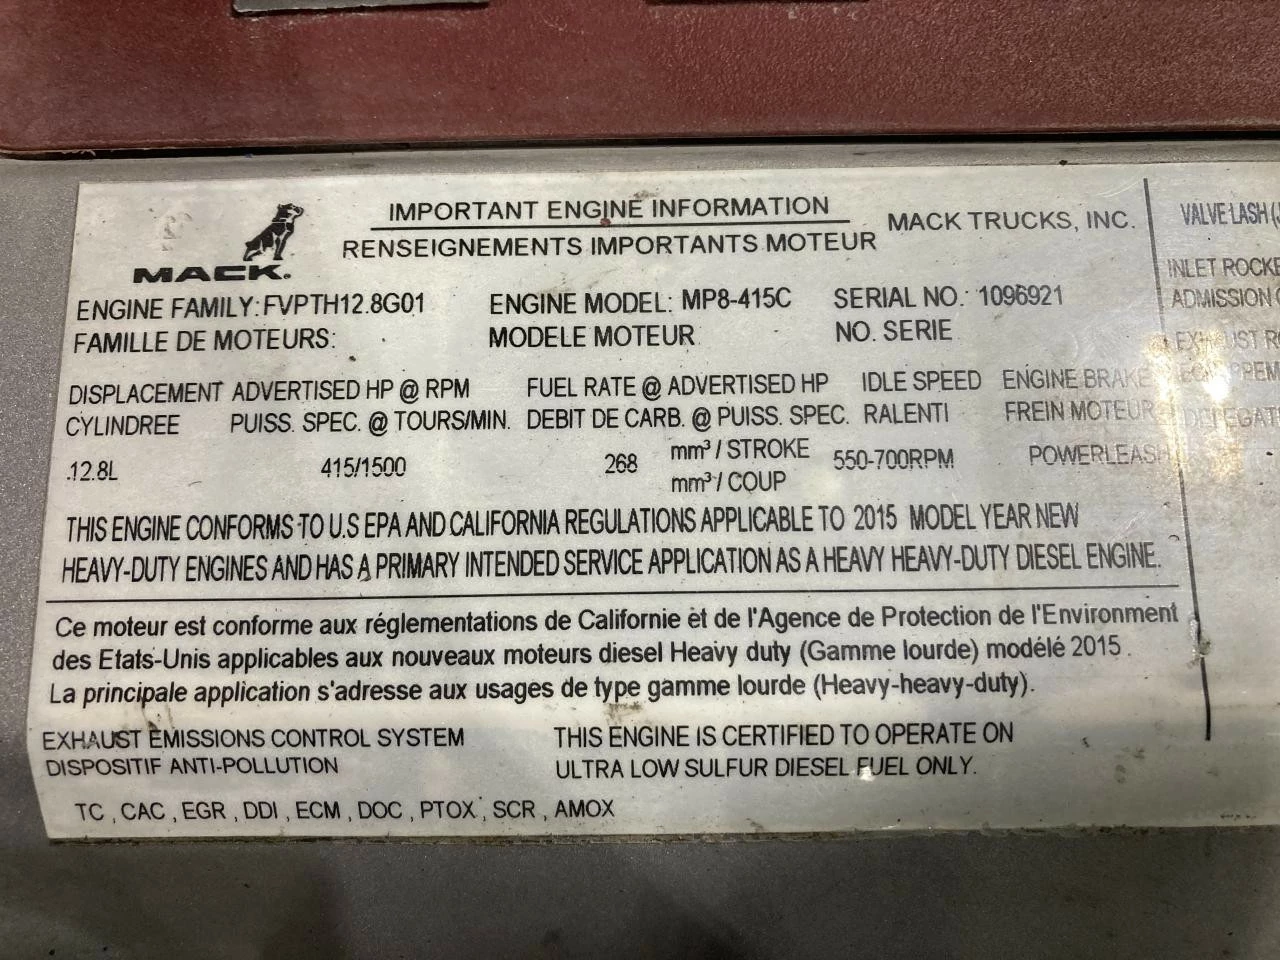 MACK.
IMPORTANT ENGINE INFORMATION
RENSEIGNEMENTS IMPORTANTS MOTEUR
MACK TRUCKS, INC.
ENGINE FAMILY: FVPTH12.8G01 ENGINE MODEL: MP8-415C SERIAL NO.: 1096921
FAMILLE DE MOTEURS: MODELE MOTEUR NO. SERIE
DISPLACEMENT ADVERTISED HP @ RPM FUEL RATE @ ADVERTISED HP IDLE SPEED ENGINE BRAKE
CYLINDREE PUISS. SPEC. @ TOURS/MIN. DEBIT DE CARB. @ PUISS. SPEC. RALENTI FREIN MOTEUR
12.8L 415/1500 268 mm³ / STROKE 550-700RPM POWERLEASH
mm³ / COUP
THIS ENGINE CONFORMS TO U.S EPA AND CALIFORNIA REGULATIONS APPLICABLE TO 2015 MODEL YEAR NEW
HEAVY-DUTY ENGINES AND HAS A PRIMARY INTENDED SERVICE APPLICATION AS A HEAVY HEAVY-DUTY DIESEL ENGINE.
Ce moteur est conforme aux réglementations de Californie et de l'Agence de Protection de l'Environment
des Etats-Unis applicables aux nouveaux moteurs diesel Heavy duty (Gamme lourde) modélé 2015.
La principale application s'adresse aux usages de type gamme lourde (Heavy-heavy-duty).
EXHAUST EMISSIONS CONTROL SYSTEM
DISPOSITIF ANTI-POLLUTION
TC , CAC , EGR , DDI , ECM , DOC , PTOX , SCR , AMOX
THIS ENGINE IS CERTIFIED TO OPERATE ON
ULTRA LOW SULFUR DIESEL FUEL ONLY.
VALVE LASH (
INLET ROCKE
ADMISSION